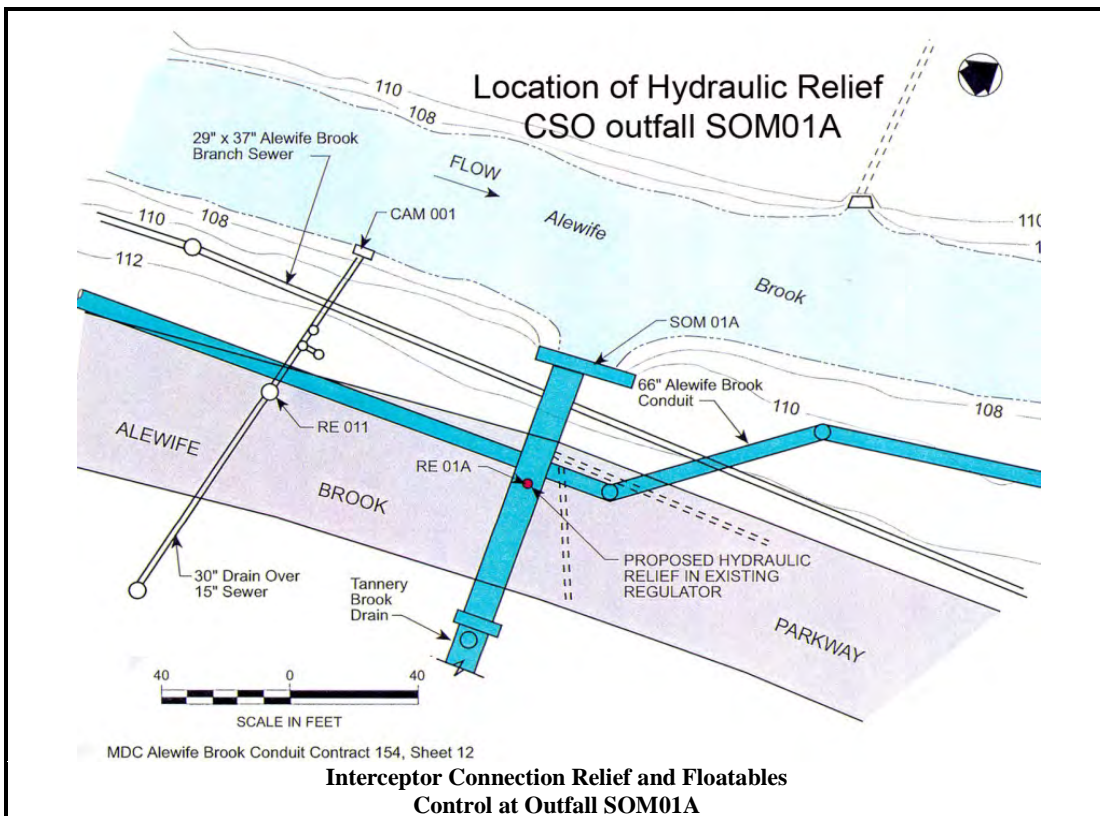 Location of Hydraulic Relief
CSO outfall SOM01A
110
108
29" x 37" Alewife Brook
Branch Sewer
FLOW
Alewife
Brook
CAM 001
110
108
112
110
SOM 01A
66" Alewife Brook
Conduit
110
108
RE 011
ALEWIFE
BROOK
PARKWAY
RE 01A
PROPOSED HYDRAULIC
RELIEF IN EXISTING
REGULATOR
30" Drain Over
15" Sewer
Tannery
Brook
Drain
40
0
40
SCALE IN FEET
MDC Alewife Brook Conduit Contract 154, Sheet 12
Interceptor Connection Relief and Floatables
Control at Outfall SOM01A